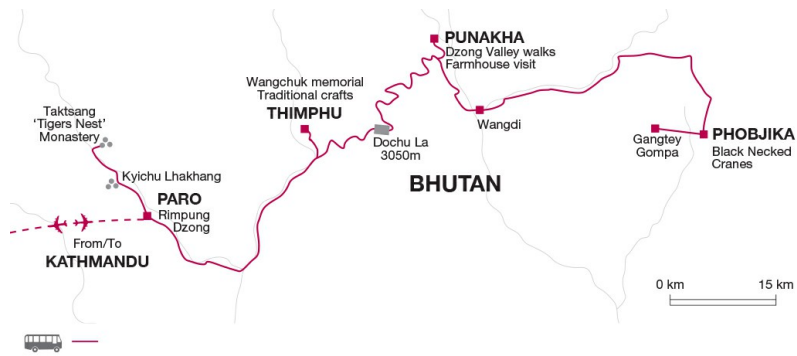 PUNAKHA
Dzong Valley walks
Farmhouse visit
Wangchuk memorial
Traditional crafts
THIMPHU
Taktsang
‘Tigers Nest’
Monastery
Dochu La
3050m
Wangdi
Gangtey
Gompa
PHOBJIKA
Black Necked
Cranes
Kyichu Lhakhang
BHUTAN
PARO
Rimpung
Dzong
From/To
KATHMANDU
0 km
15 km